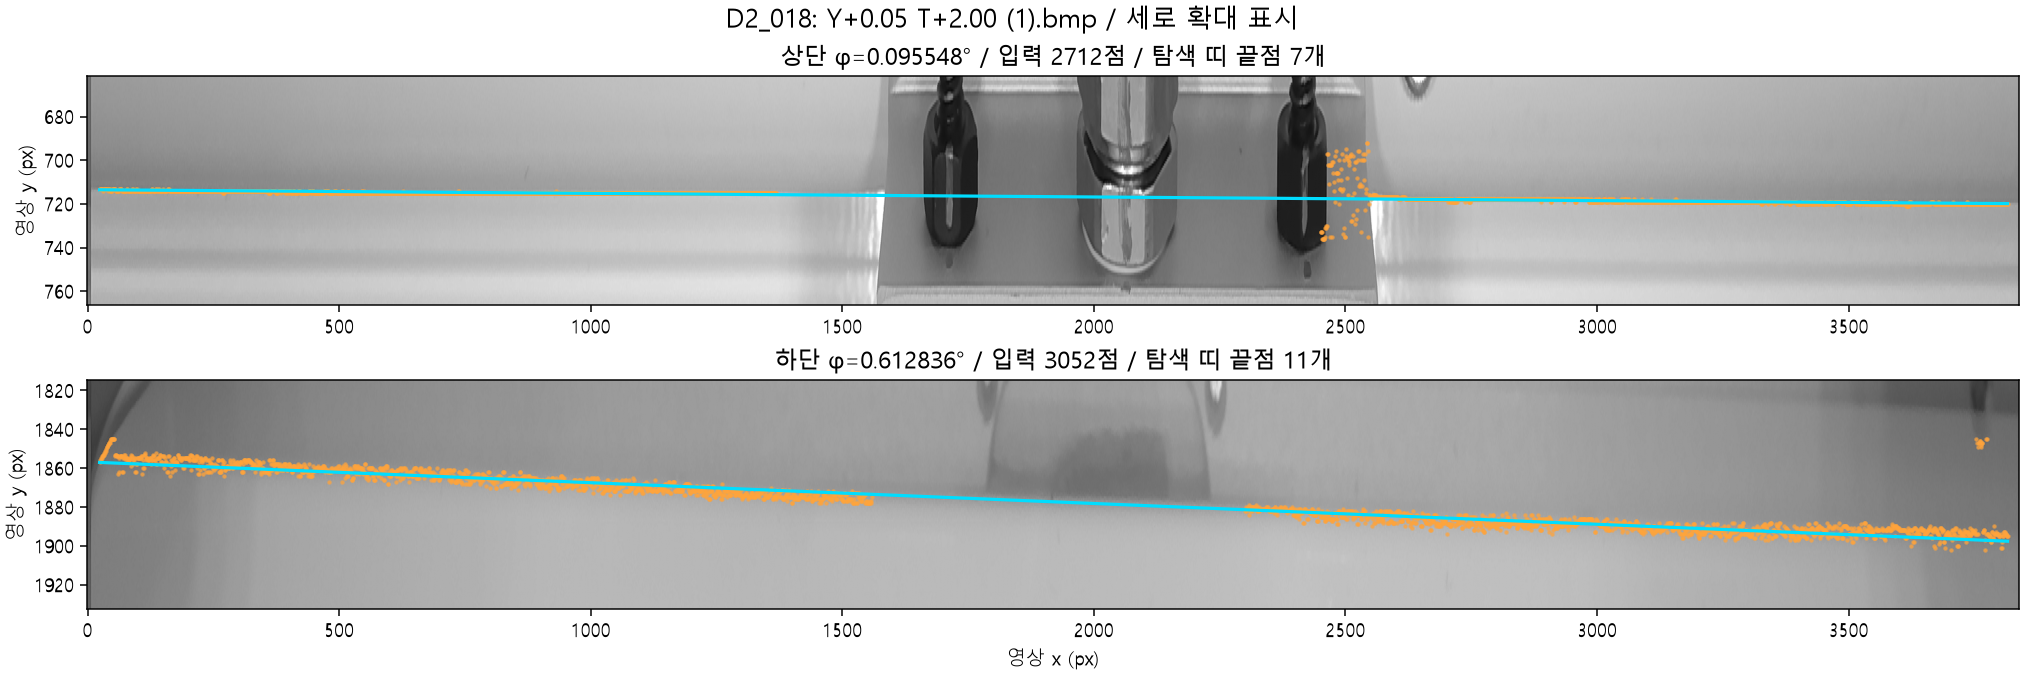 D2_018: Y+0.05 T+2.00 (1).bmp / 세로 확대 표시
상단 φ=0.095548° / 입력 2712점 / 탐색 띠 끝점 7개
영상 y (px)
680
700
720
740
760
0 500 1000 1500 2000 2500 3000 3500
하단 φ=0.612836° / 입력 3052점 / 탐색 띠 끝점 11개
영상 y (px)
1820
1840
1860
1880
1900
1920
0 500 1000 1500 2000 2500 3000 3500
영상 x (px)